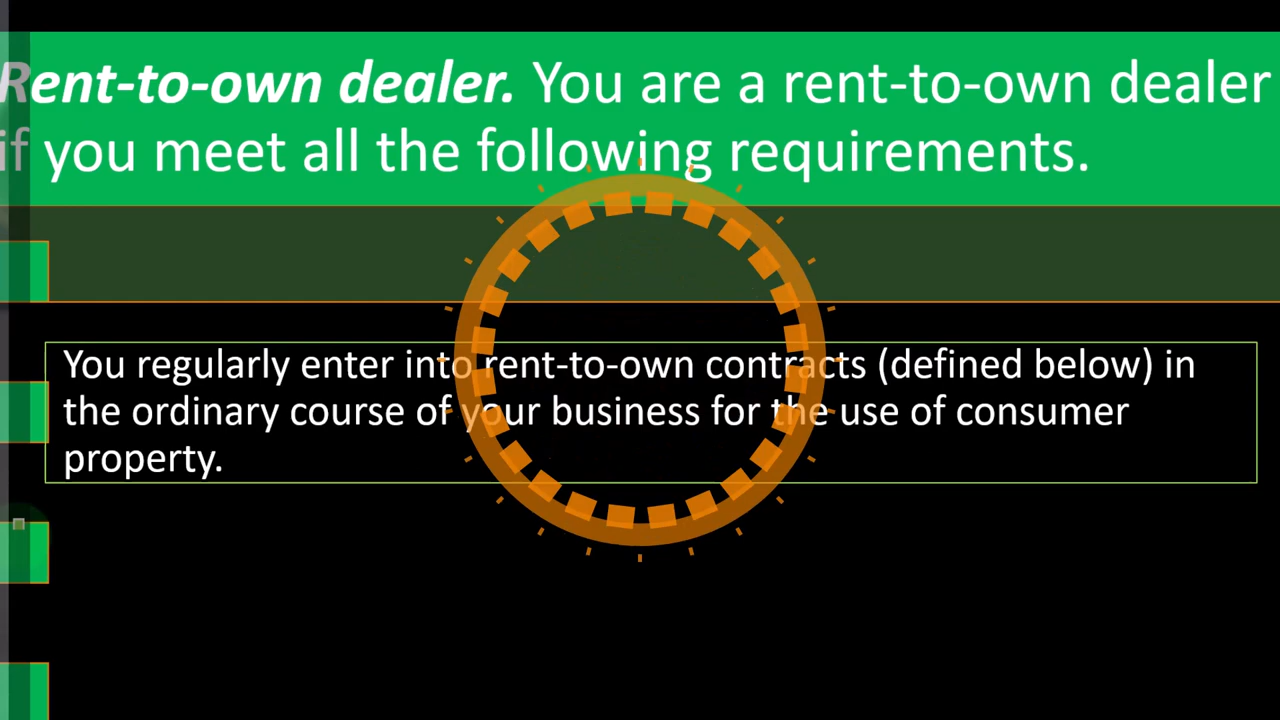 Rent-to-own dealer. You are a rent-to-own dealer
if you meet all the following requirements.
You regularly enter into rent-to-own contracts (defined below) in
the ordinary course of your business for the use of consumer
property.